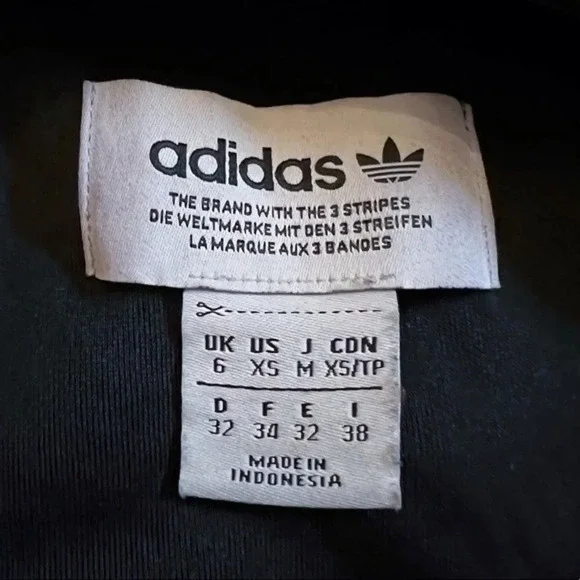 adidas
THE BRAND WITH THE 3 STRIPES
DIE WELTMARKE MIT DEN 3 STREIFEN
LA MARQUE AUX 3 BANDES
UK US J CDN
6 XS M XS/TP
D F E I
32 34 32 38
MADE IN
INDONESIA